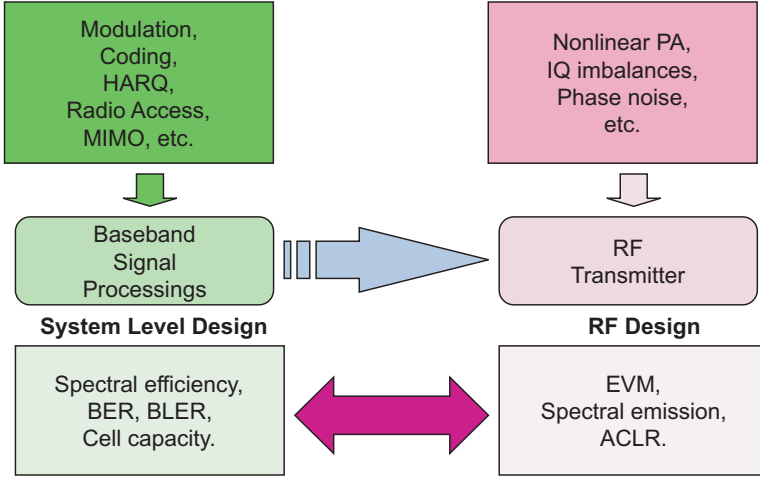 Modulation,
Coding,
HARQ,
Radio Access,
MIMO, etc.
Nonlinear PA,
IQ imbalances,
Phase noise,
etc.
Baseband
Signal
Processings
RF
Transmitter
System Level Design
RF Design
Spectral efficiency,
BER, BLER,
Cell capacity.
EVM,
Spectral emission,
ACLR.